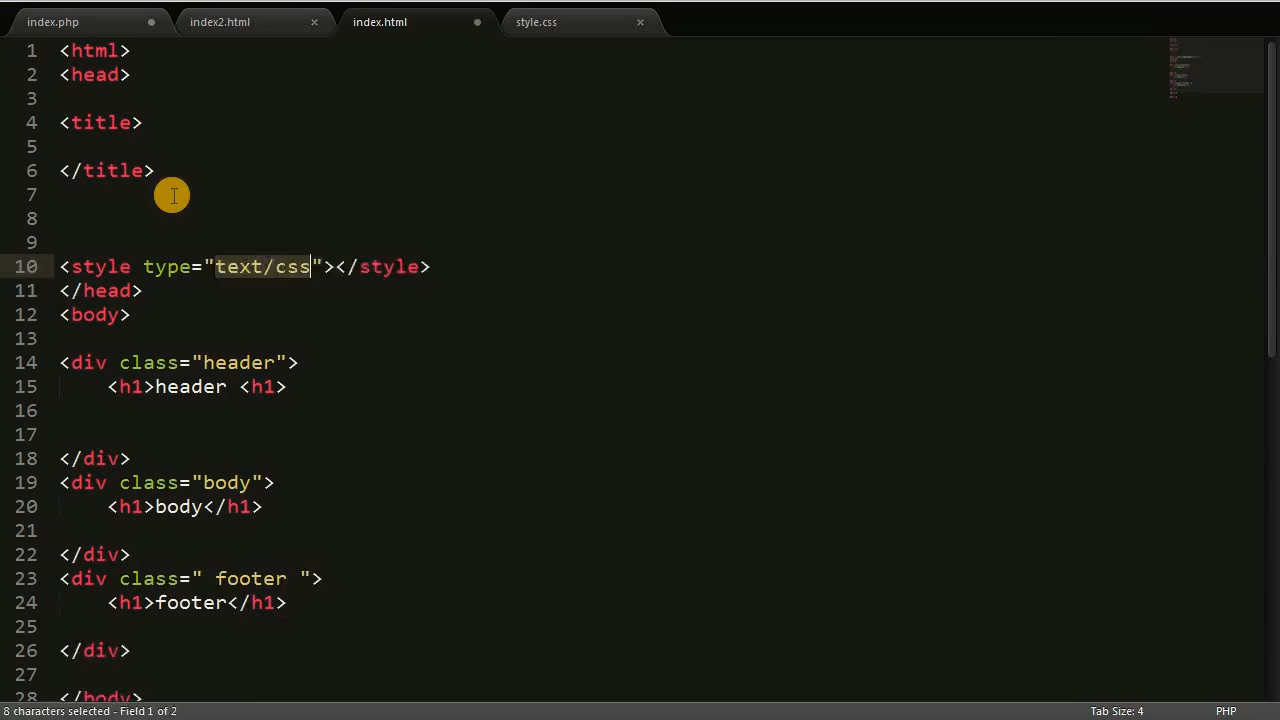 index.php index2.html index.html style.css
1 <html>
2 <head>
3
4 <title>
5
6 </title>
7
8
9
10 <style type="text/css"></style>
11 </head>
12 <body>
13
14 <div class="header">
15 <h1>header <h1>
16
17
18 </div>
19 <div class="body">
20 <h1>body</h1>
21
22 </div>
23 <div class=" footer ">
24 <h1>footer</h1>
25
26 </div>
27
28 </body>
8 characters selected - Field 1 of 2 Tab Size: 4 PHP